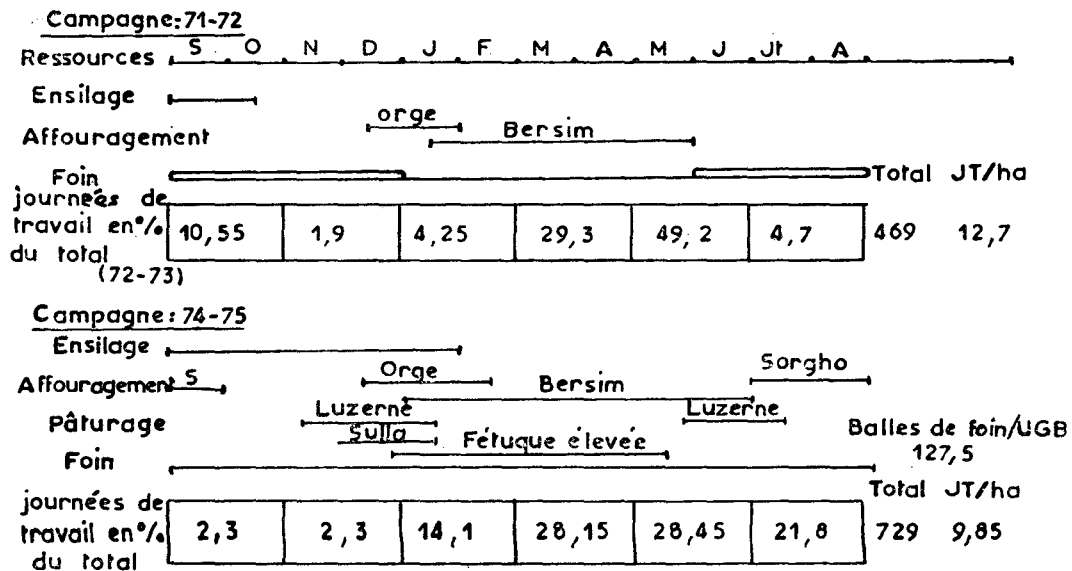 Campagne: 71-72
Ressources S O N D J F M A M J Jt A
Ensilage
orge
Affouragement Bersim
Foin Total JT/ha
journées de
travail en % 10,55 1,9 4,25 29,3 49,2 4,7 469 12,7
du total
(72-73)
Campagne: 74-75
Ensilage
Orge Sorgho
Affouragement S Bersim
Luzerne Luzerne
Pâturage Balles de foin/UGB
Sulla Fétuque élevée 127,5
Foin
Total JT/ha
journées de
travail en % 2,3 2,3 14,1 28,15 28,45 21,8 729 9,85
du total